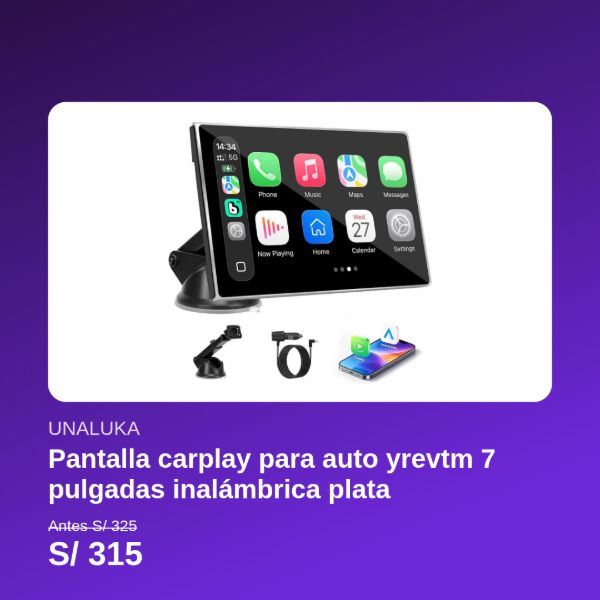 14:34
5G
Phone
Music
Maps
Messages
Now Playing
Home
Wed
27
Calendar
Settings
UNALUKA
Pantalla carplay para auto yrevtm 7
pulgadas inalámbrica plata
Antes S/ 325
S/ 315